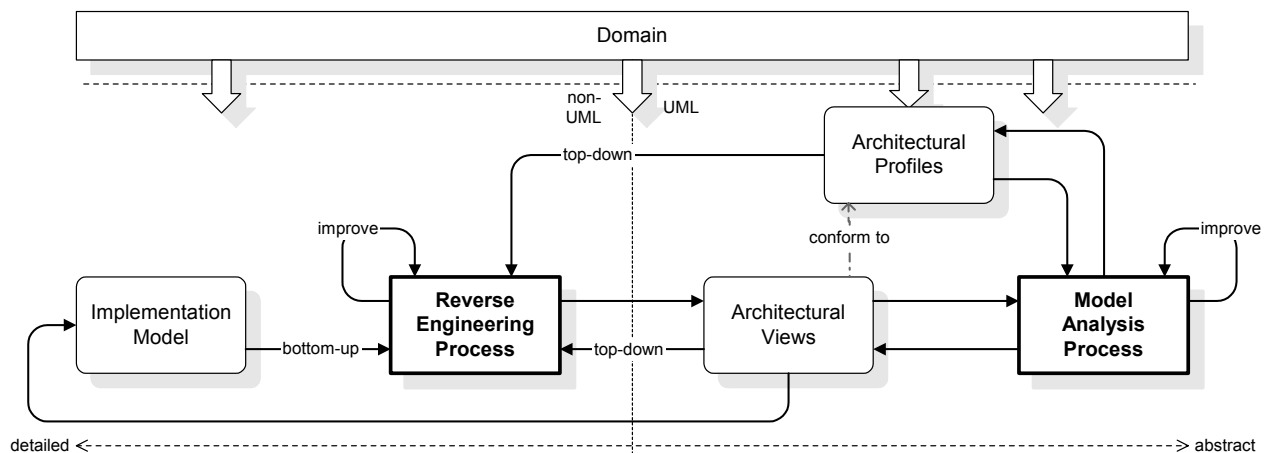 Domain
non-
UML
UML
Architectural
Profiles
top-down
improve
conform to
improve
Implementation
Model
Reverse
Engineering
Process
Architectural
Views
Model
Analysis
Process
bottom-up
top-down
detailed
abstract